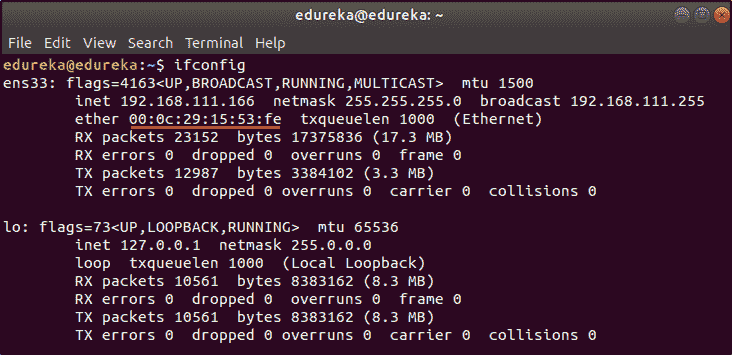 edureka@edureka: ~
File Edit View Search Terminal Help
edureka@edureka:~$ ifconfig
ens33: flags=4163<UP,BROADCAST,RUNNING,MULTICAST>  mtu 1500
        inet 192.168.111.166  netmask 255.255.255.0  broadcast 192.168.111.255
        ether 00:0c:29:15:53:fe  txqueuelen 1000  (Ethernet)
        RX packets 23152  bytes 17375836 (17.3 MB)
        RX errors 0  dropped 0  overruns 0  frame 0
        TX packets 12987  bytes 3384102 (3.3 MB)
        TX errors 0  dropped 0 overruns 0  carrier 0  collisions 0

lo: flags=73<UP,LOOPBACK,RUNNING>  mtu 65536
        inet 127.0.0.1  netmask 255.0.0.0
        loop  txqueuelen 1000  (Local Loopback)
        RX packets 10561  bytes 8383162 (8.3 MB)
        RX errors 0  dropped 0  overruns 0  frame 0
        TX packets 10561  bytes 8383162 (8.3 MB)
        TX errors 0  dropped 0 overruns 0  carrier 0  collisions 0